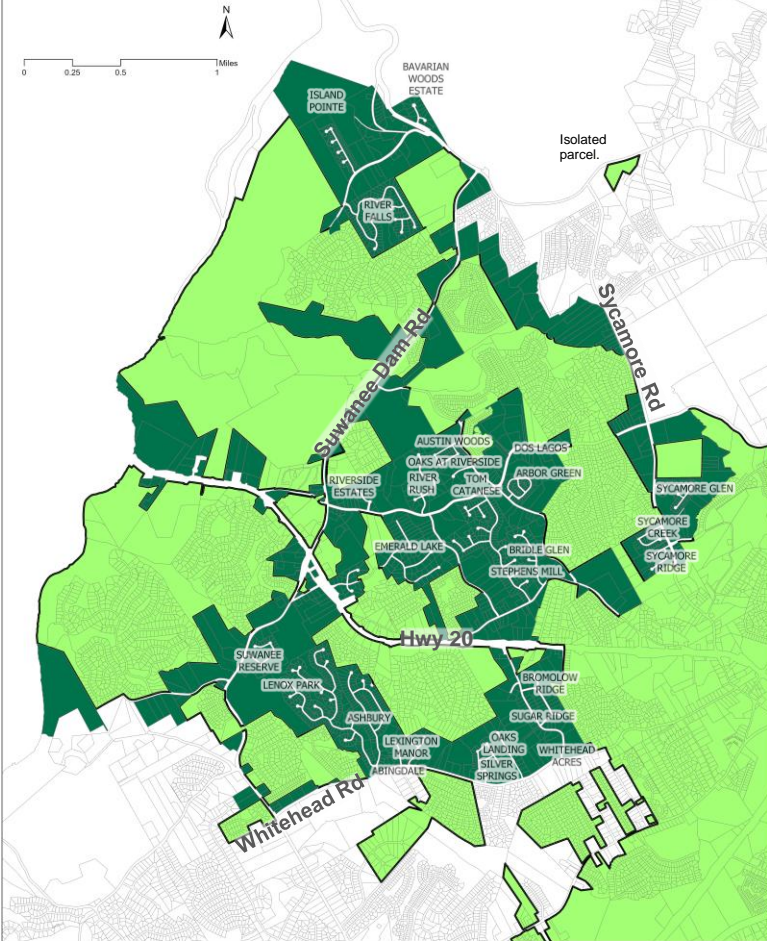 N
0 0.25 0.5 1 Miles
BAVARIAN
WOODS
ESTATE
ISLAND
POINTE
Isolated
parcel.
RIVER
FALLS
Sycamore Rd
Suwanee Dam Rd
AUSTIN WOODS
DOS LAGOS
OAKS AT RIVERSIDE
RIVER
RUSH
TOM
CATANESE
ARBOR GREEN
RIVERSIDE
ESTATES
SYCAMORE GLEN
SYCAMORE
CREEK
EMERALD LAKE
BRIDLE GLEN
SYCAMORE
RIDGE
STEPHENS MILL
Hwy 20
SUWANEE
RESERVE
LENOX PARK
BROMOLOW
RIDGE
ASHBURY
SUGAR RIDGE
LEXINGTON
MANOR
OAKS
LANDING
WHITEHEAD
ACRES
ABINGDALE
SILVER
SPRINGS
Whitehead Rd